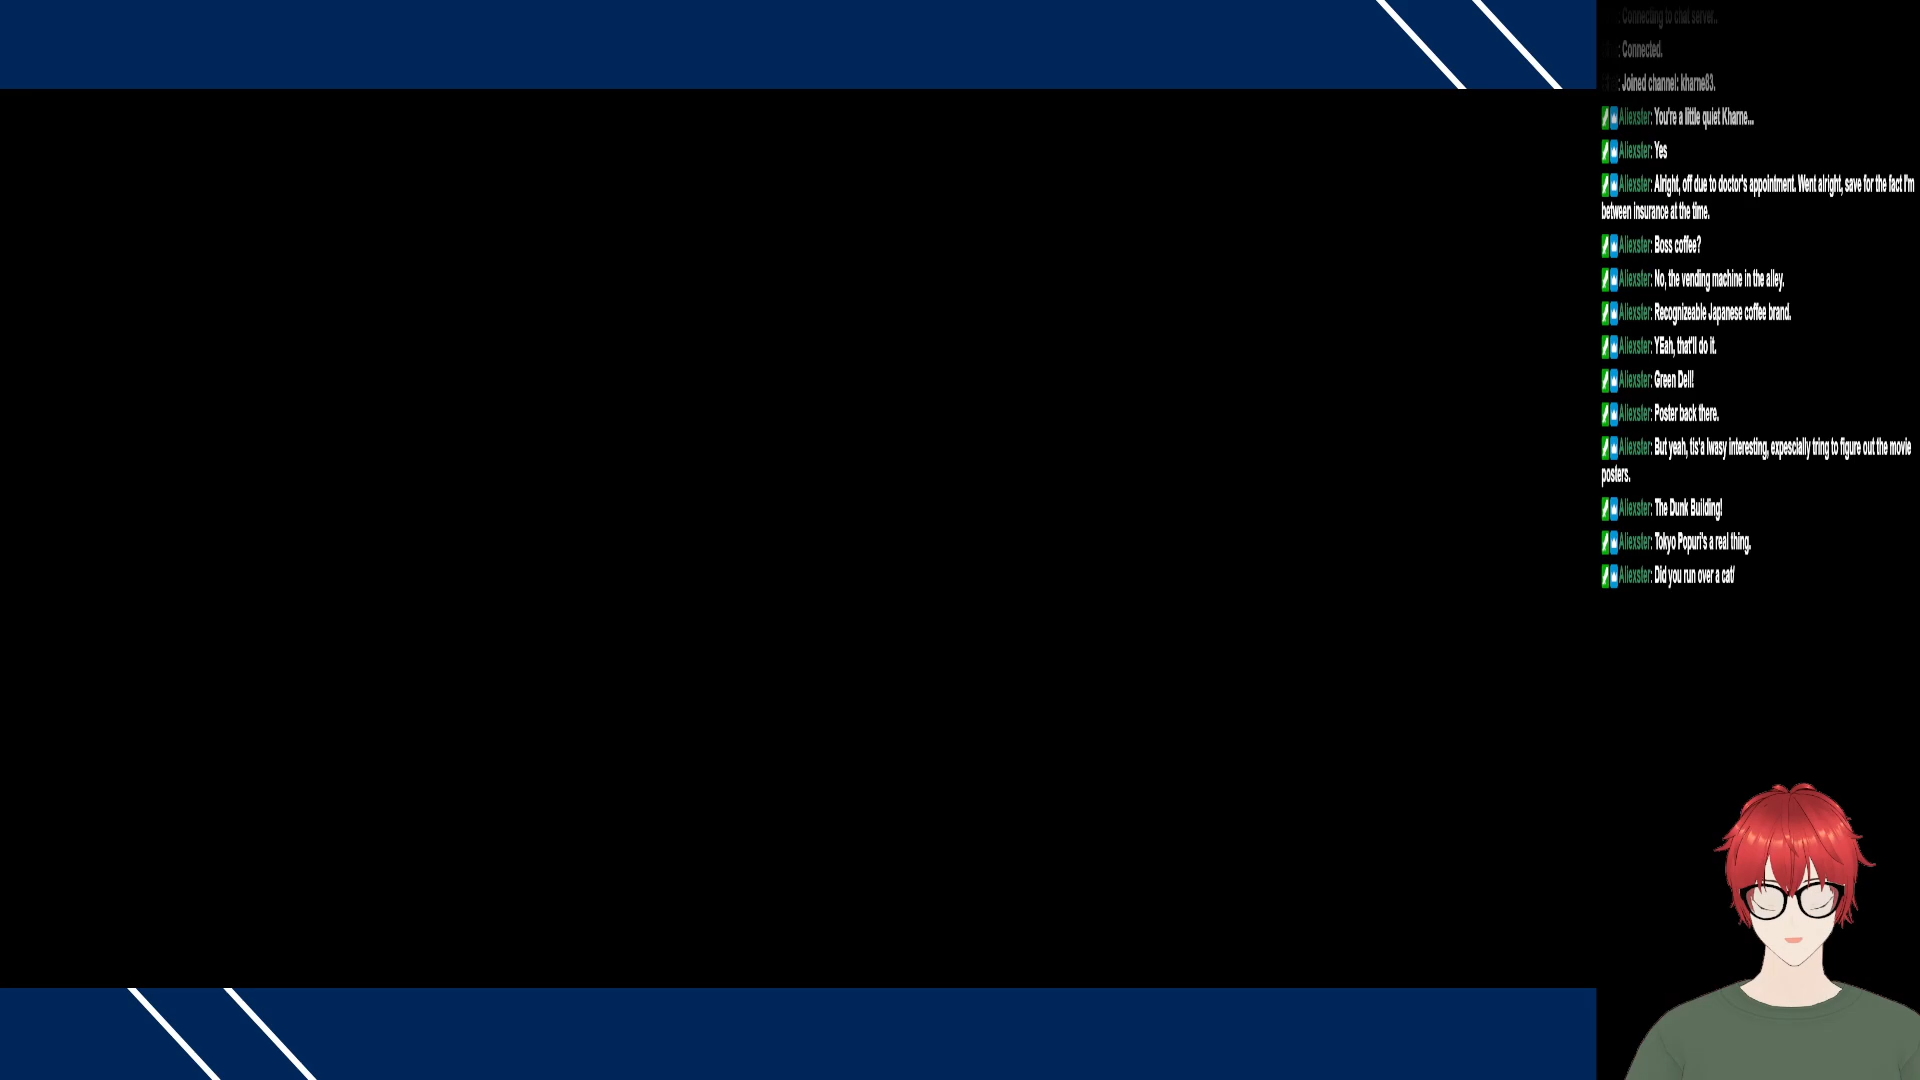 : Connecting to chat server..
: Connected.
: Joined channel: kharne83.
Aliexster: You're a little quiet Kharne...
Aliexster: Yes
Aliexster: Alright, off due to doctor's appointment. Went alright, save for the fact I'm
between insurance at the time.
Aliexster: Boss coffee?
Aliexster: No, the vending machine in the alley.
Aliexster: Recognizeable Japanese coffee brand.
Aliexster: YEah, that'll do it.
Aliexster: Green Dell!
Aliexster: Poster back there.
Aliexster: But yeah, tis'a lwasy interesting, expescially tring to figure out the movie
posters.
Aliexster: The Dunk Building!
Aliexster: Tokyo Popuri's a real thing.
Aliexster: Did you run over a cat/